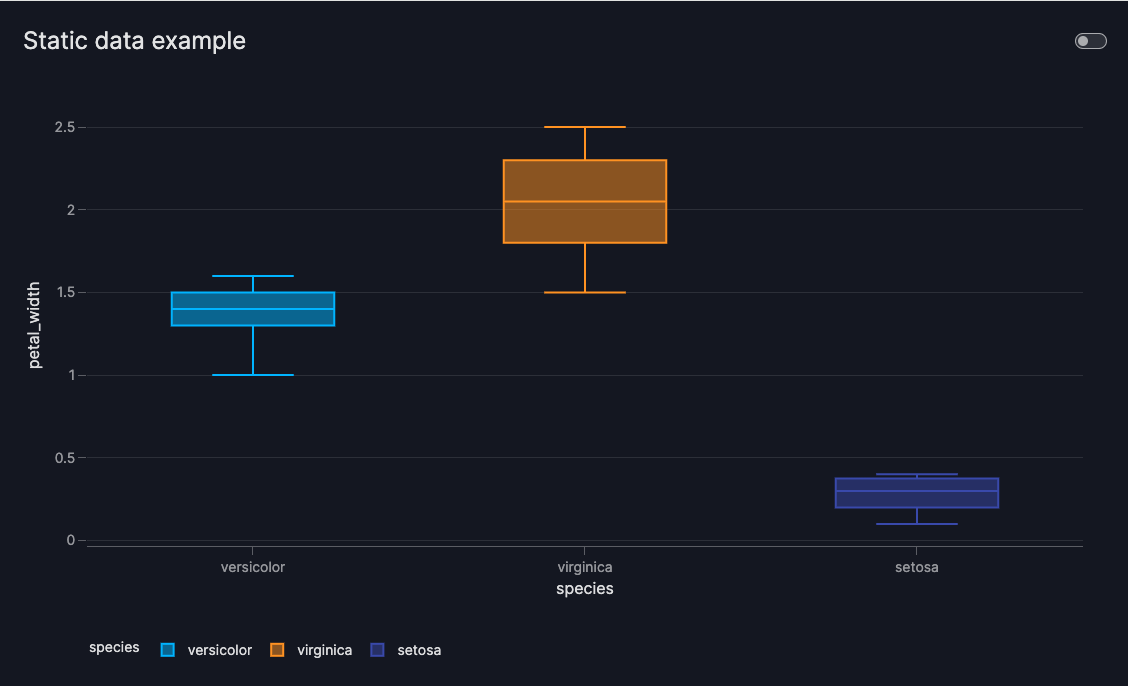 Static data example
2.5
2
1.5
1
0.5
0
petal_width
versicolor virginica setosa
species
species versicolor virginica setosa